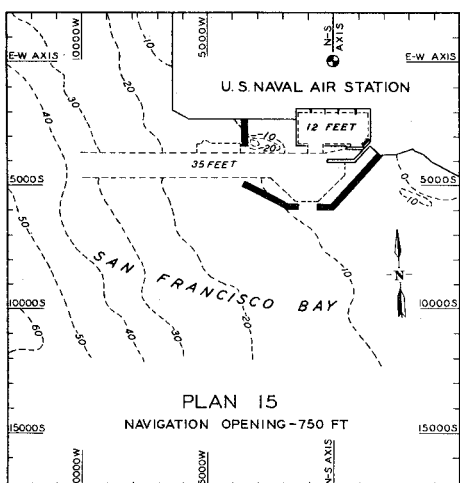 10000W
5000W
N-S
AXIS
E-W AXIS
E-W AXIS
-10
-20
-30
-40
U.S. NAVAL AIR STATION
12 FEET
-10
-20
35 FEET
5000S
5000S
0
-10
-10
SAN FRANCISCO BAY
N
10000S
10000S
-20
-30
-40
-50
60
PLAN 15
NAVIGATION OPENING-750 FT
15000S
15000S
N-S AXIS